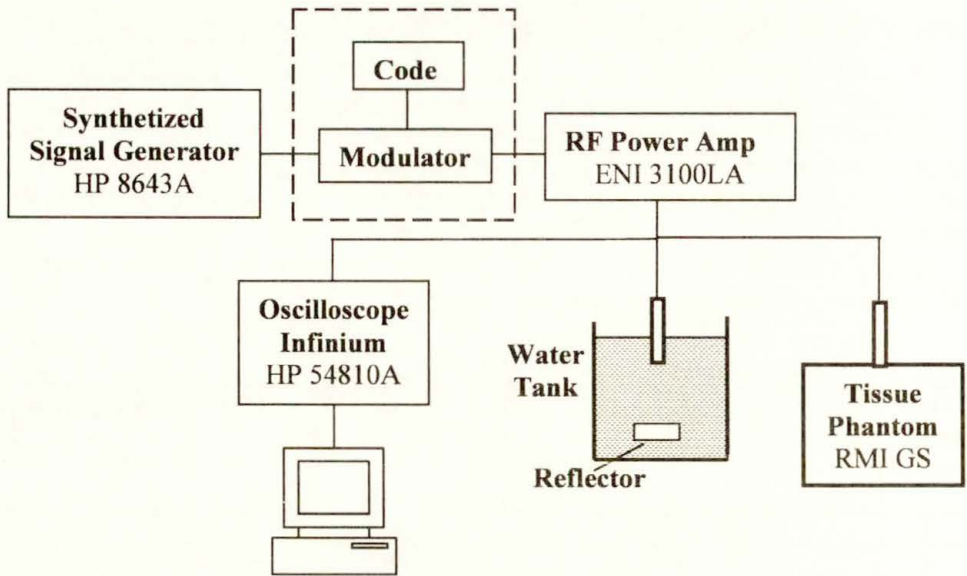 Code
Synthetized
Signal Generator
HP 8643A
Modulator
RF Power Amp
ENI 3100LA
Oscilloscope
Infinium
HP 54810A
Water
Tank
Reflector
Tissue
Phantom
RMI GS